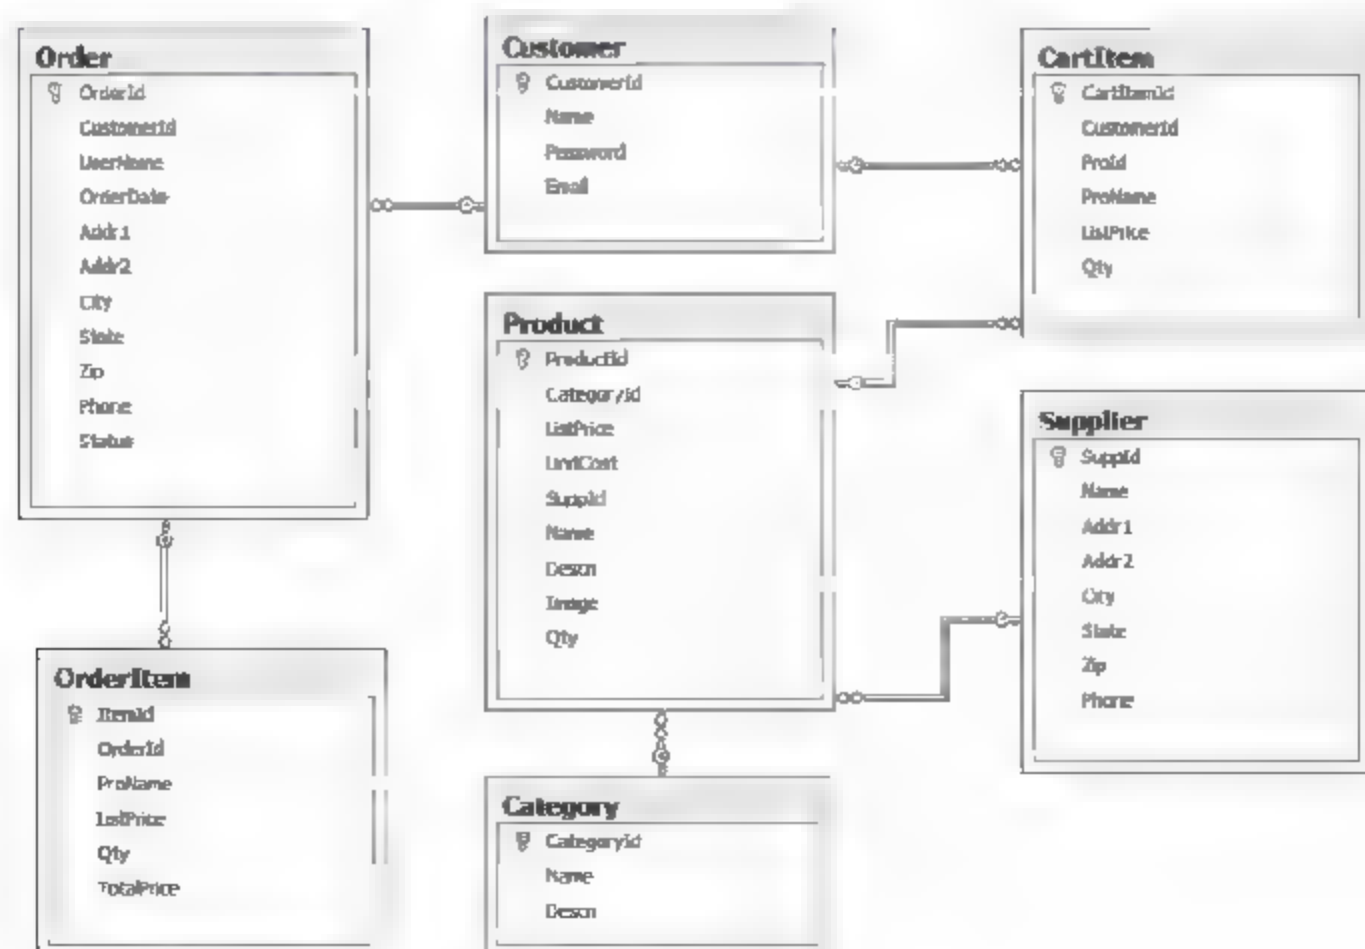 Order
OrderId
CustomerId
UserName
OrderDate
Addr1
Addr2
City
State
Zip
Phone
Status
Customer
CustomerId
Name
Password
Email
CartItem
CartItemId
CustomerId
ProId
ProName
ListPrice
Qty
Product
ProductId
CategoryId
ListPrice
UnitCost
SuppId
Name
Descn
Image
Qty
Supplier
SuppId
Name
Addr1
Addr2
City
State
Zip
Phone
OrderItem
ItemId
OrderId
ProName
ListPrice
Qty
TotalPrice
Category
CategoryId
Name
Descn